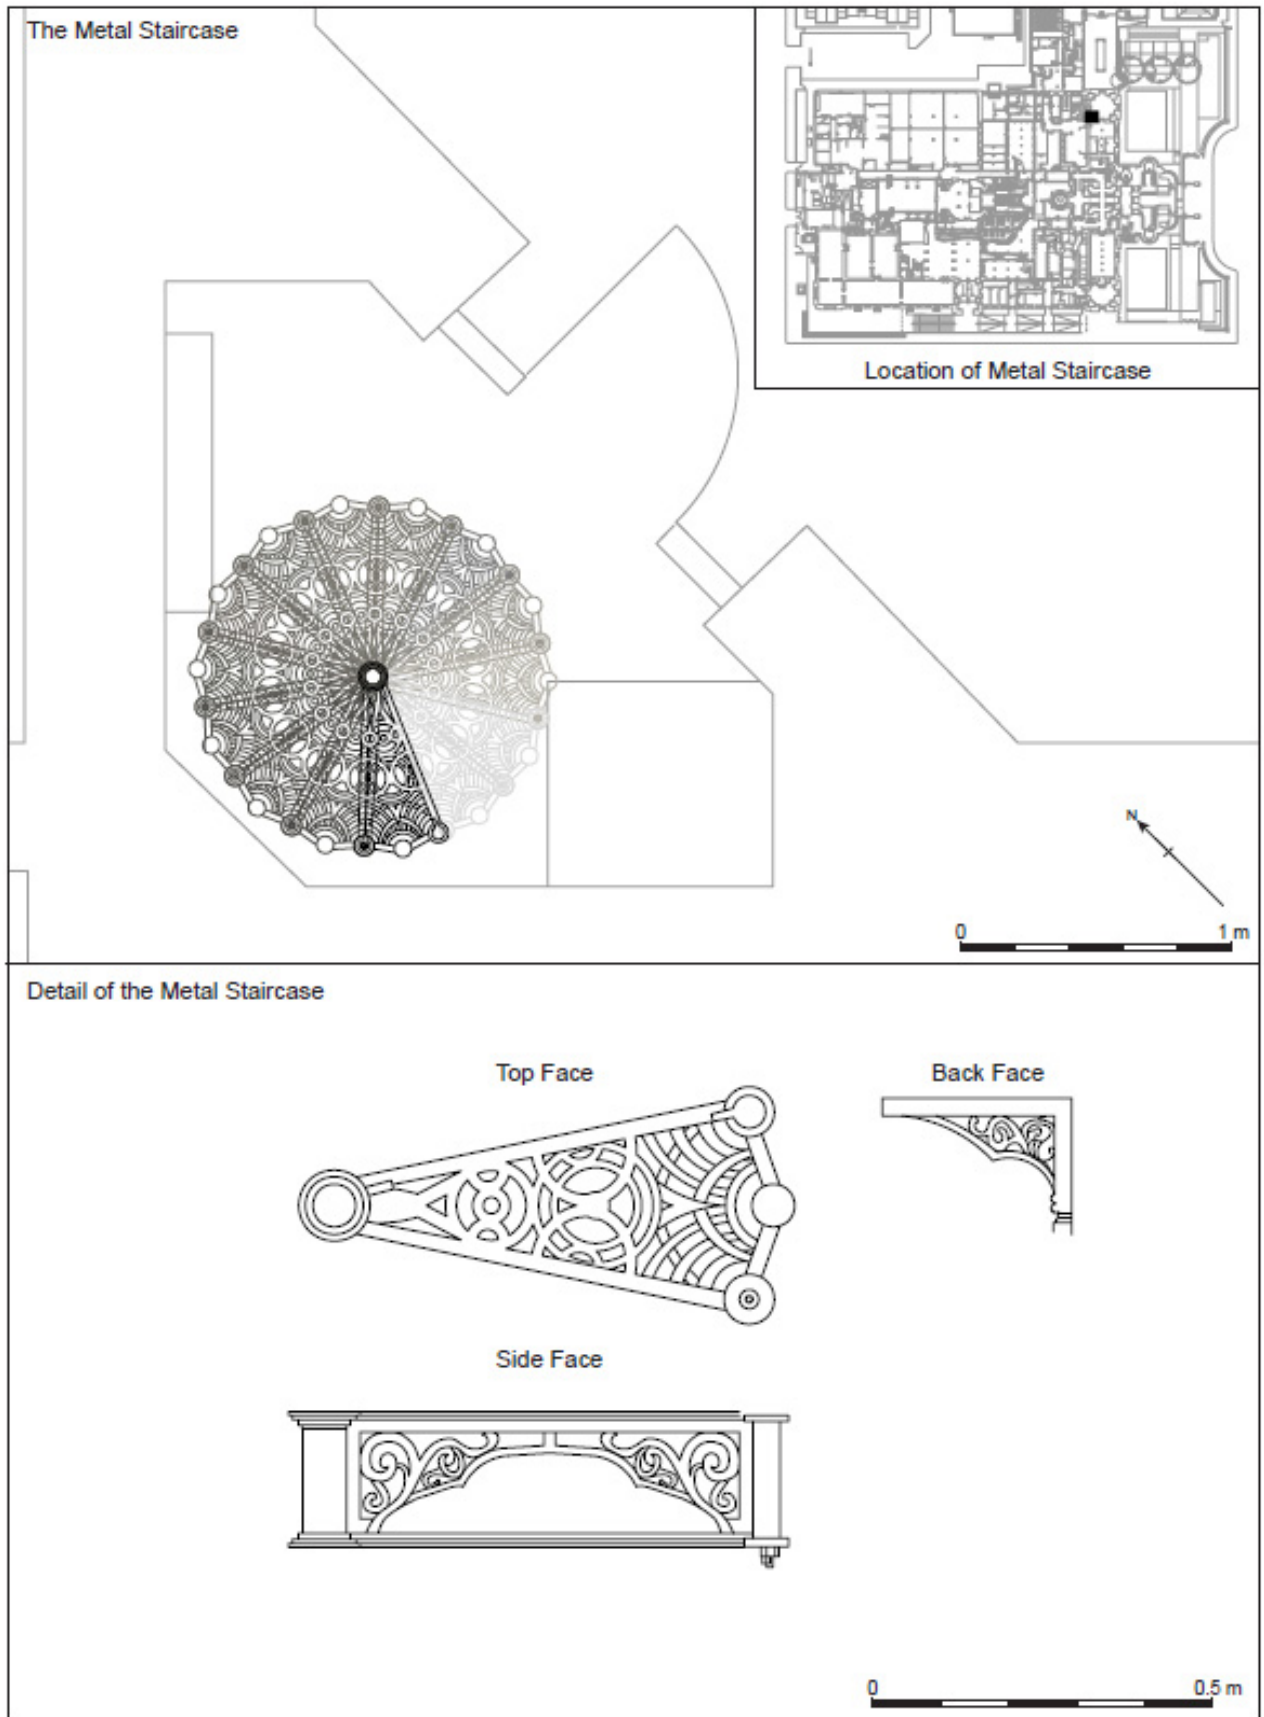 The Metal Staircase
Location of Metal Staircase
N
0 1 m
Detail of the Metal Staircase
Top Face
Back Face
Side Face
0 0.5 m